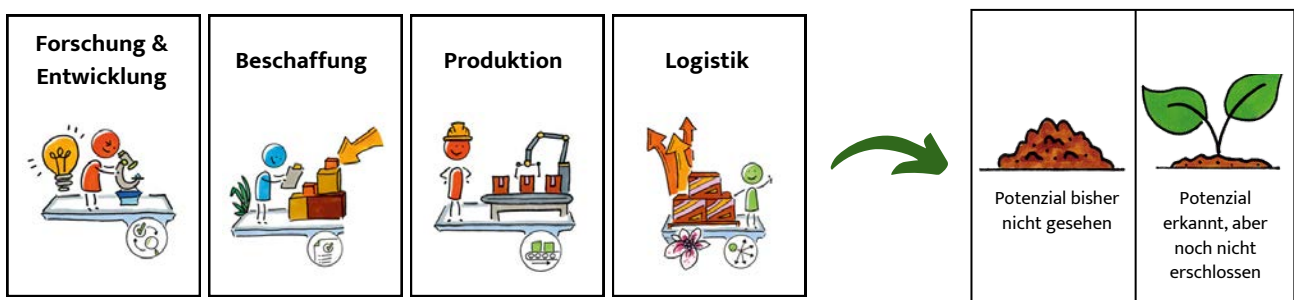 Forschung &
Entwicklung
Beschaffung
Produktion
Logistik
Potenzial bisher
nicht gesehen
Potenzial
erkannt, aber
noch nicht
erschlossen